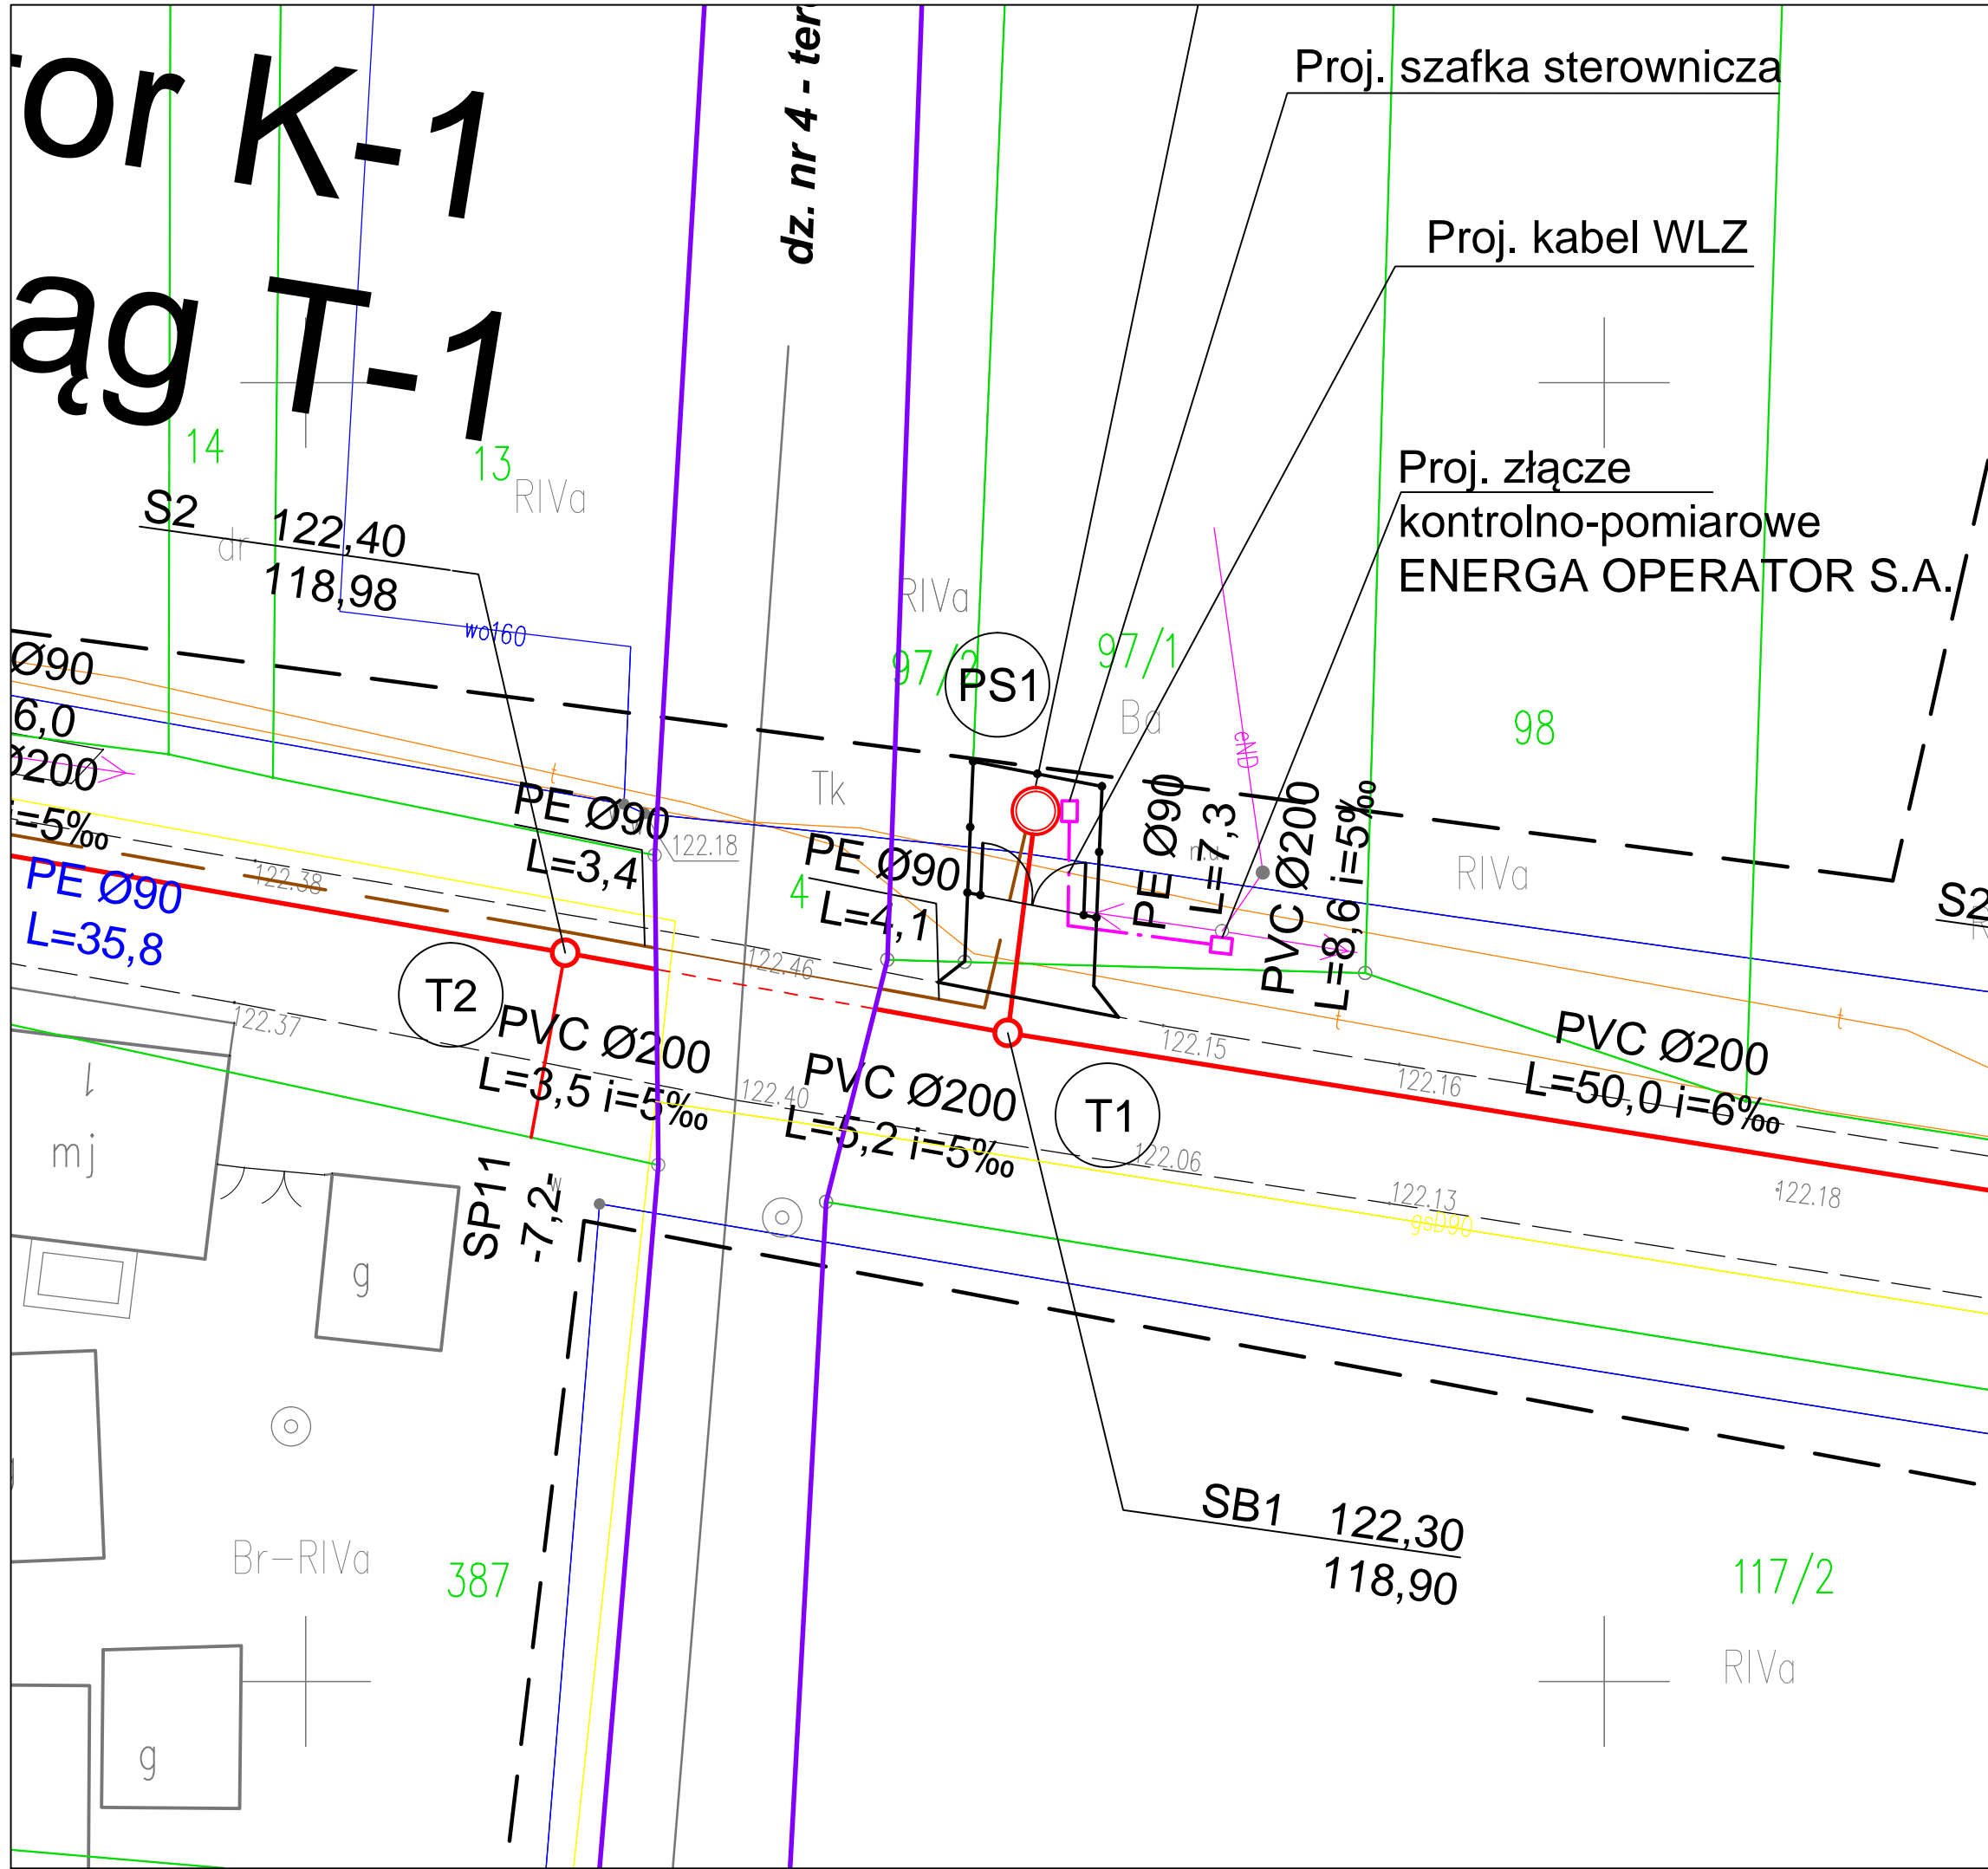 or K-1
dz. nr 4 - ter
Proj. szafka sterownicza
Proj. kabel WLZ
ąg T-1
14
13
RIVa
Proj. złącze
kontrolno-pomiarowe
ENERGA OPERATOR S.A.
S2 122,40
118,98
dr
wo160
RIVa
97/2
97/1
PS1
Ba
98
eND
Ø90
6,0
Ø200
i=5‰
t
Tk
PE Ø90
L=3,4
122.18
PE Ø90
L=4,1
4
PE Ø90
L=7,3
PVC Ø200
L=8,6 i=5‰
RIVa
S2
PE Ø90
L=35,8
122.38
122.46
T2
122.37
PVC Ø200
L=3,5 i=5‰
122.40
PVC Ø200
L=5,2 i=5‰
T1
122.15
t
t
122.16
PVC Ø200
L=50,0 i=6‰
122.06
122.13
122.18
gsD90
mj
SP11
-7,2-
w
g
SB1 122,30
118,90
Br-RIVa
387
117/2
RIVa
g